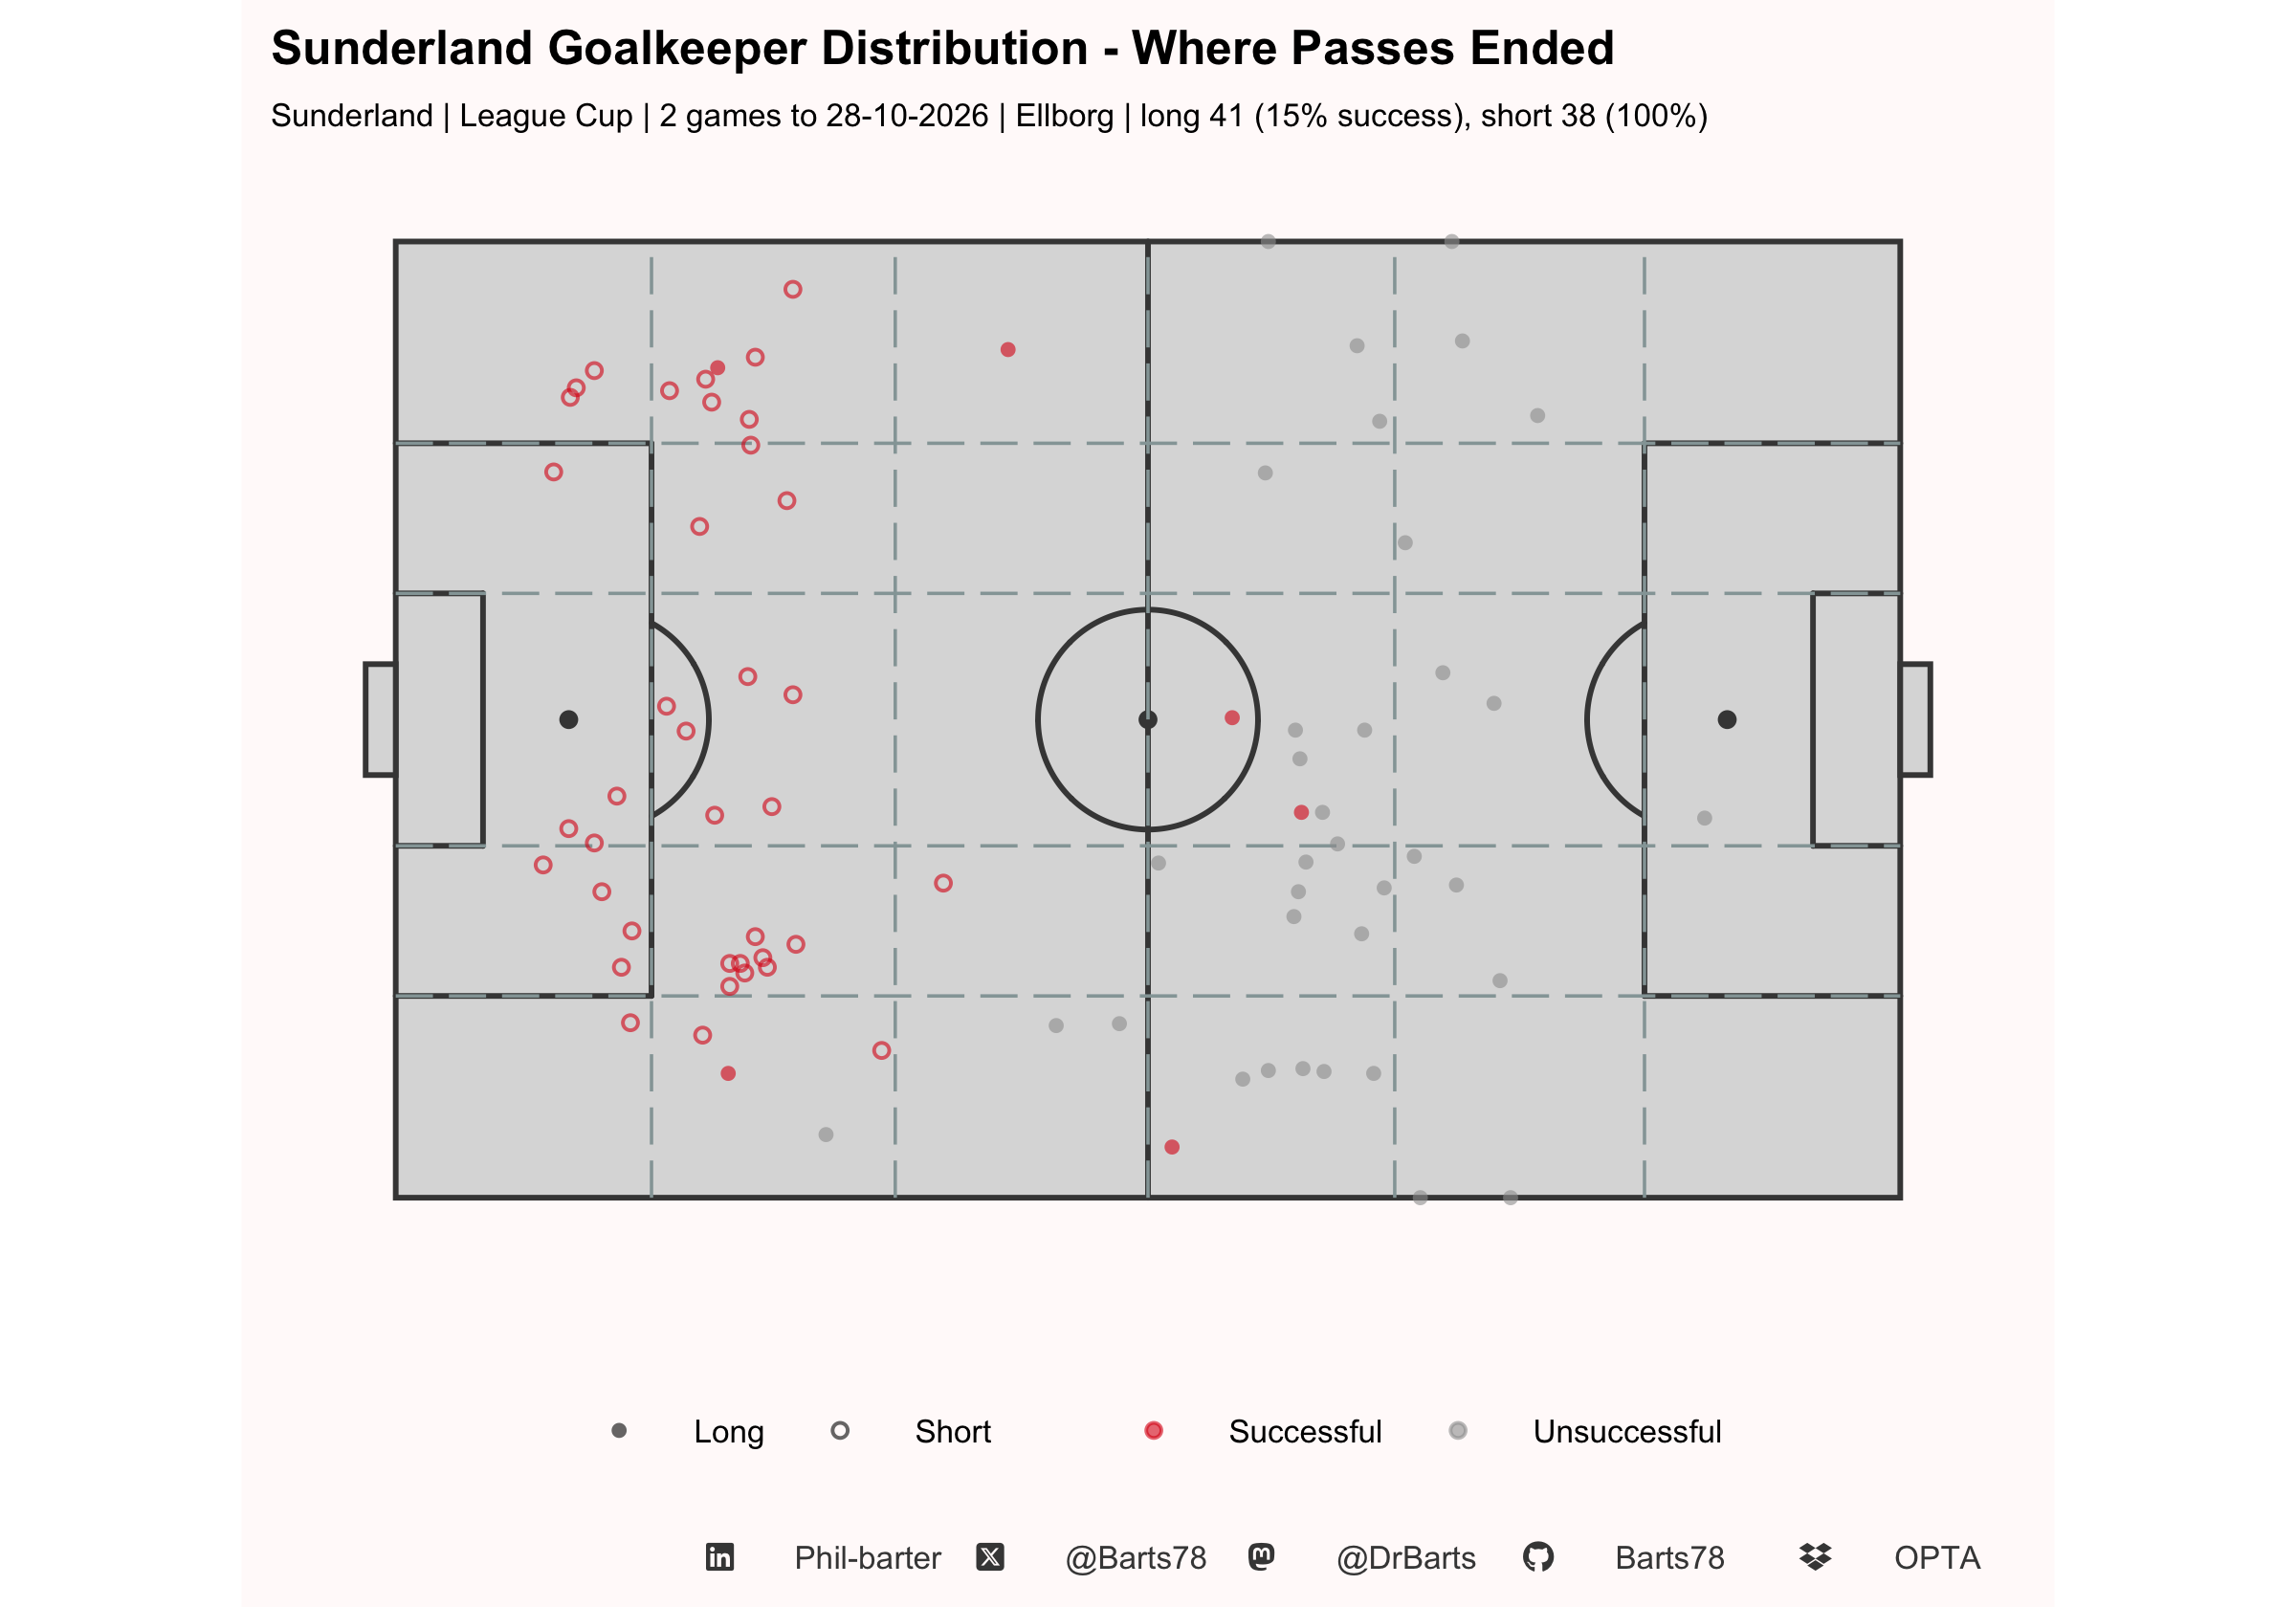 Sunderland Goalkeeper Distribution - Where Passes Ended
Sunderland | League Cup | 2 games to 28-10-2026 | Ellborg | long 41 (15% success), short 38 (100%)
Long Short Successful Unsuccessful
Phil-barter @Barts78 @DrBarts Barts78 OPTA